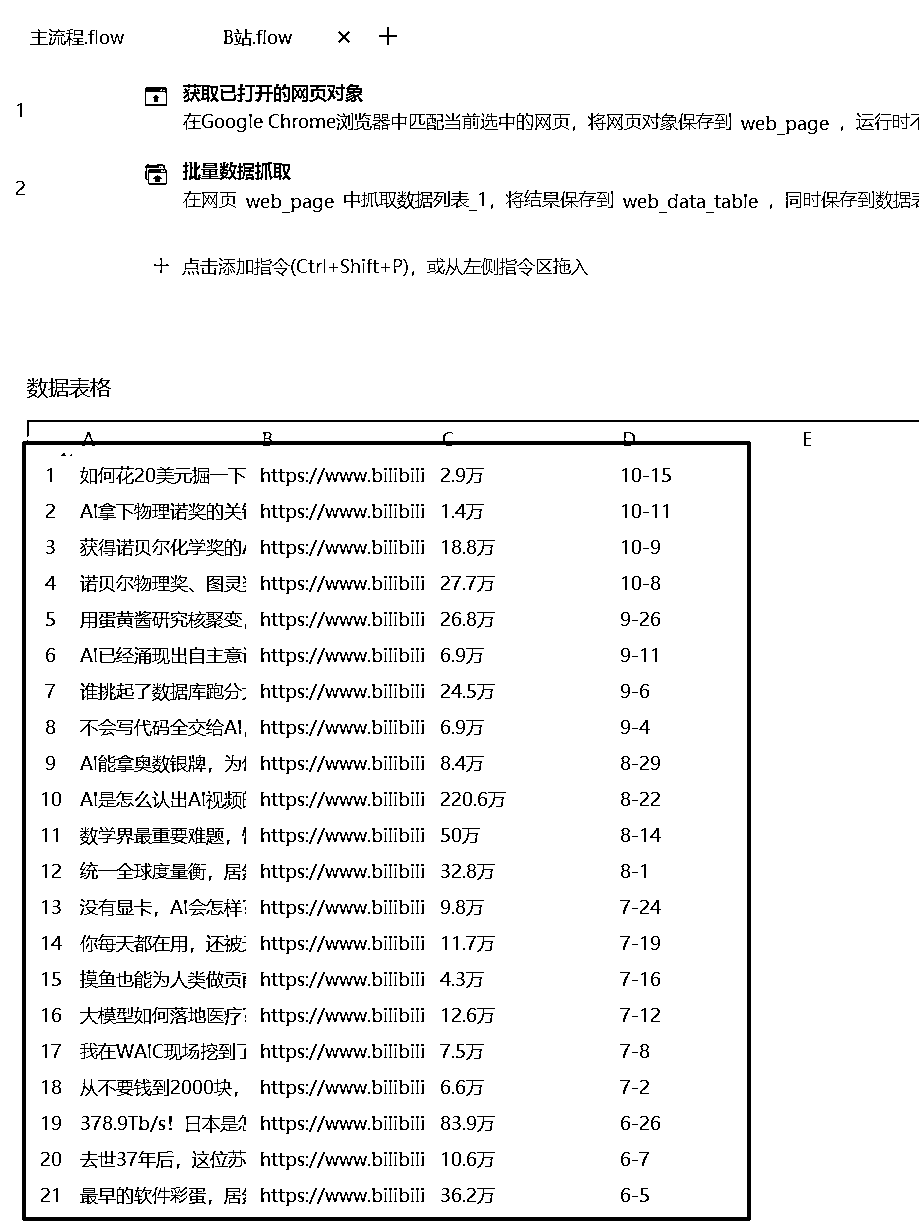 主流程.flow B站.flow × +
1 获取已打开的网页对象
在Google Chrome浏览器中匹配当前选中的网页，将网页对象保存到 web_page ，运行时不
2 批量数据抓取
在网页 web_page 中抓取数据列表_1，将结果保存到 web_data_table ，同时保存到数据表
+ 点击添加指令(Ctrl+Shift+P)，或从左侧指令区拖入
数据表格
A B C D E
1 如何花20美元掘一下 https://www.bilibili 2.9万 10-15
2 AI拿下物理诺奖的关 https://www.bilibili 1.4万 10-11
3 获得诺贝尔化学奖的 https://www.bilibili 18.8万 10-9
4 诺贝尔物理奖、图灵 https://www.bilibili 27.7万 10-8
5 用蛋黄酱研究核聚变， https://www.bilibili 26.8万 9-26
6 AI已经涌现出自主意 https://www.bilibili 6.9万 9-11
7 谁挑起了数据库跑分 https://www.bilibili 24.5万 9-6
8 不会写代码全交给AI， https://www.bilibili 6.9万 9-4
9 AI能拿奥数银牌，为 https://www.bilibili 8.4万 8-29
10 AI是怎么认出AI视频 https://www.bilibili 220.6万 8-22
11 数学界最重要难题， https://www.bilibili 50万 8-14
12 统一全球度量衡，居 https://www.bilibili 32.8万 8-1
13 没有显卡，AI会怎样？ https://www.bilibili 9.8万 7-24
14 你每天都在用，还被 https://www.bilibili 11.7万 7-19
15 摸鱼也能为人类做贡 https://www.bilibili 4.3万 7-16
16 大模型如何落地医疗？ https://www.bilibili 12.6万 7-12
17 我在WAIC现场挖到了 https://www.bilibili 7.5万 7-8
18 从不要钱到2000块， https://www.bilibili 6.6万 7-2
19 378.9Tb/s！日本是怎 https://www.bilibili 83.9万 6-26
20 去世37年后，这位苏 https://www.bilibili 10.6万 6-7
21 最早的软件彩蛋，居 https://www.bilibili 36.2万 6-5